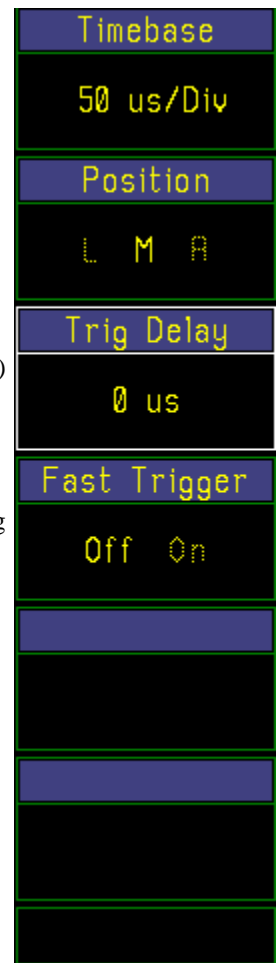 Timebase
50 us/Div
Position
L M A
Trig Delay
)
0 us
Fast Trigger
g
Off On